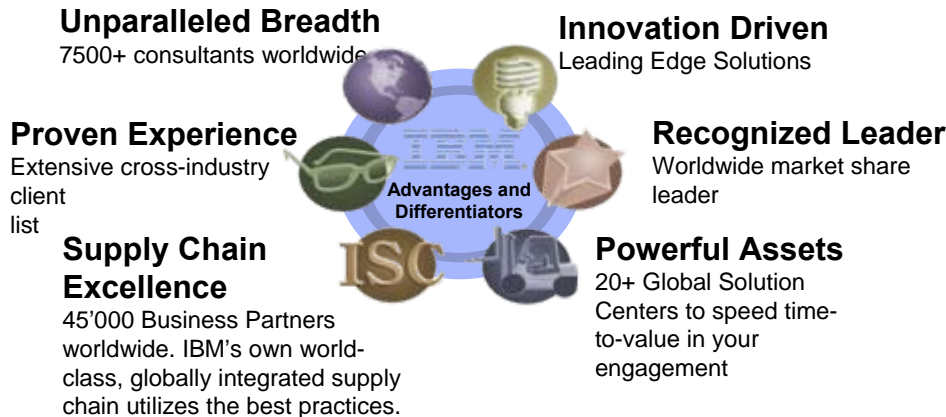 Unparalleled Breadth
7500+ consultants worldwide
Innovation Driven
Leading Edge Solutions
Proven Experience
Extensive cross-industry
client
list
IBM
Advantages and
Differentiators
Recognized Leader
Worldwide market share
leader
Supply Chain
Excellence
45’000 Business Partners
worldwide. IBM’s own world-
class, globally integrated supply
chain utilizes the best practices.
ISC
Powerful Assets
20+ Global Solution
Centers to speed time-
to-value in your
engagement